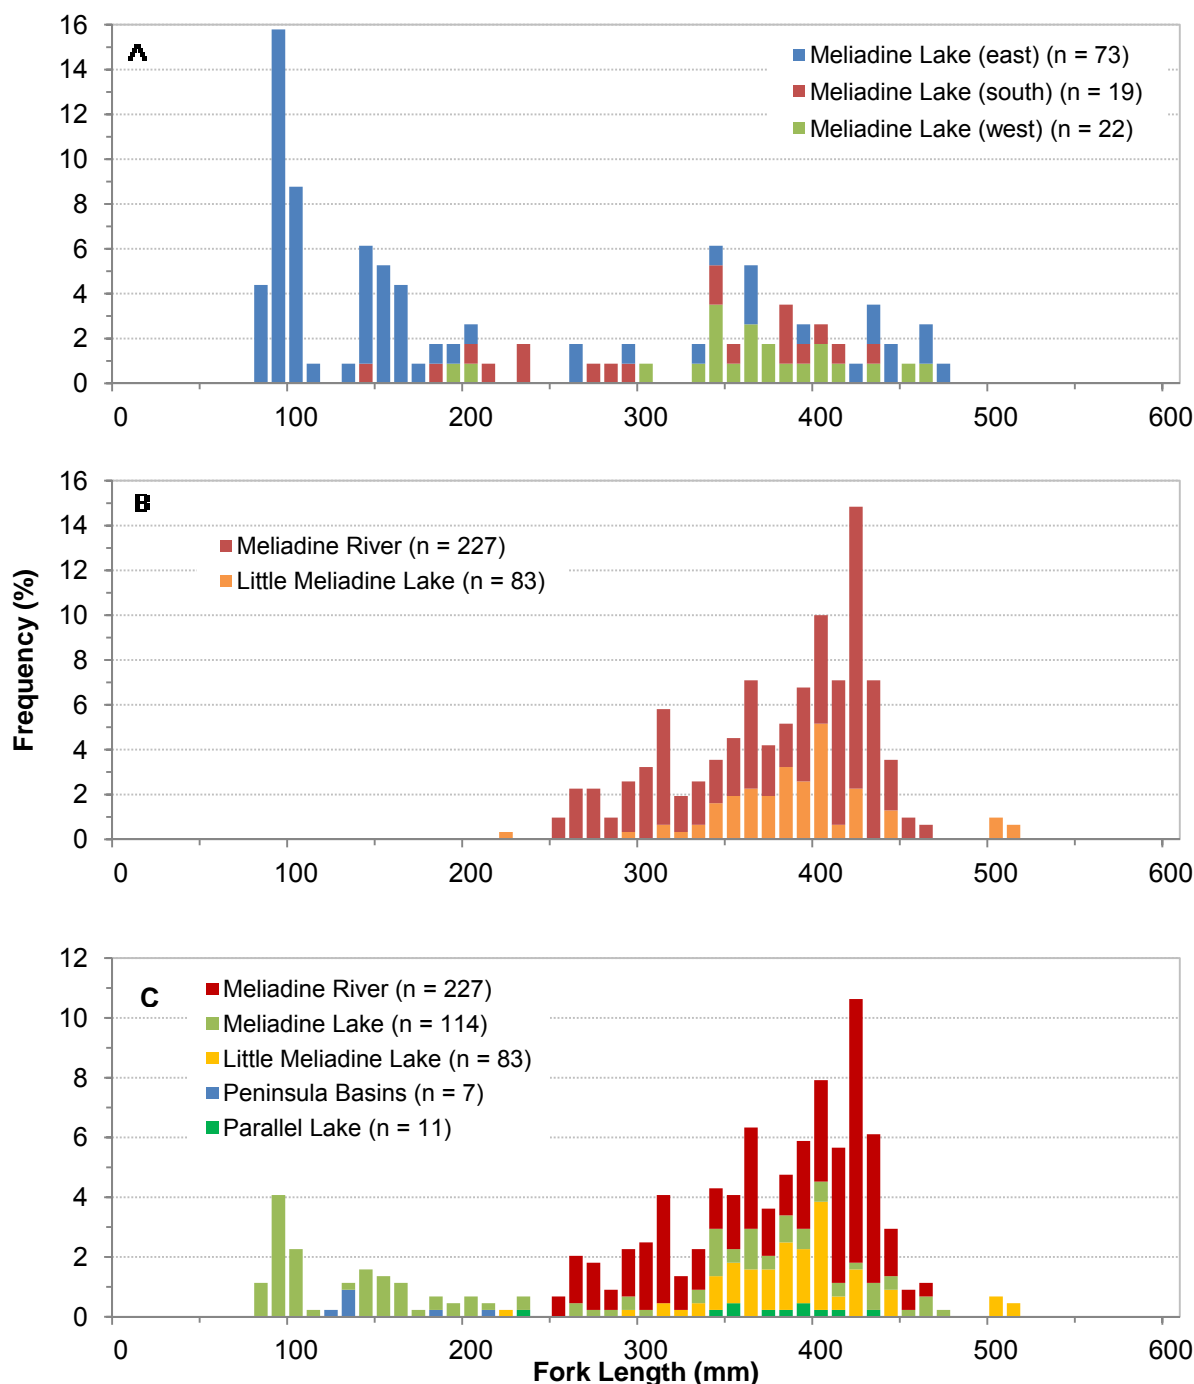 16
14
12
10
8
6
4
2
0
A
Meliadine Lake (east) (n = 73)
Meliadine Lake (south) (n = 19)
Meliadine Lake (west) (n = 22)
0 100 200 300 400 500 600
16
14
12
10
8
6
4
2
0
B
Meliadine River (n = 227)
Little Meliadine Lake (n = 83)
Frequency (%)
0 100 200 300 400 500 600
12
10
8
6
4
2
0
C
Meliadine River (n = 227)
Meliadine Lake (n = 114)
Little Meliadine Lake (n = 83)
Peninsula Basins (n = 7)
Parallel Lake (n = 11)
0 100 200 300 400 500 600
Fork Length (mm)